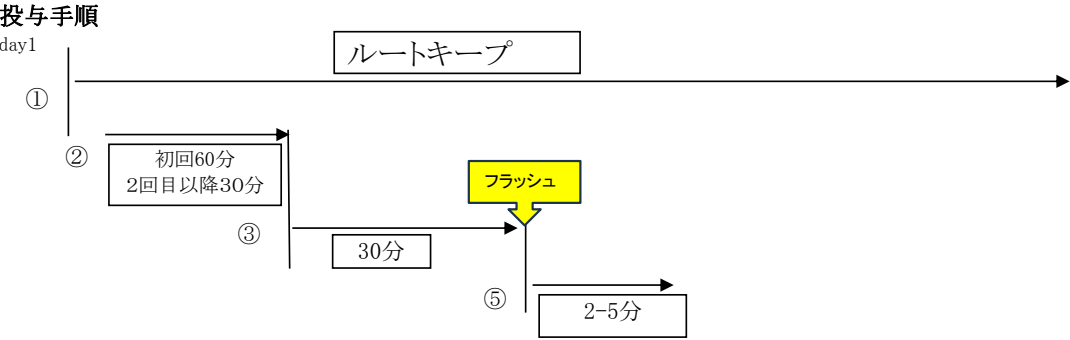 投与手順
day1
ルートキープ
①
②
初回60分
２回目以降３０分
フラッシュ
③
30分
⑤
2-5分